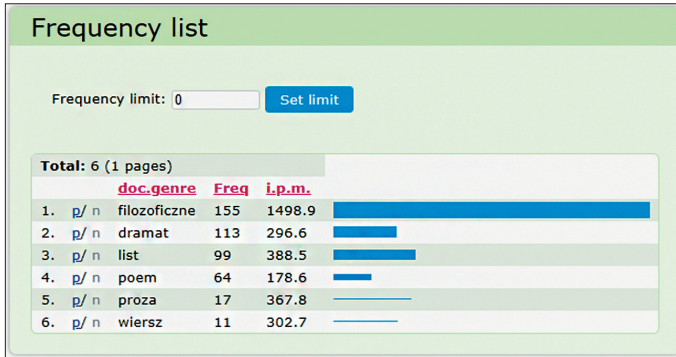 Frequency list
Frequency limit: 0 Set limit
Total: 6 (1 pages)
doc.genre Freq i.p.m.
1. p/ n filozoficzne 155 1498.9
2. p/ n dramat 113 296.6
3. p/ n list 99 388.5
4. p/ n poem 64 178.6
5. p/ n proza 17 367.8
6. p/ n wiersz 11 302.7